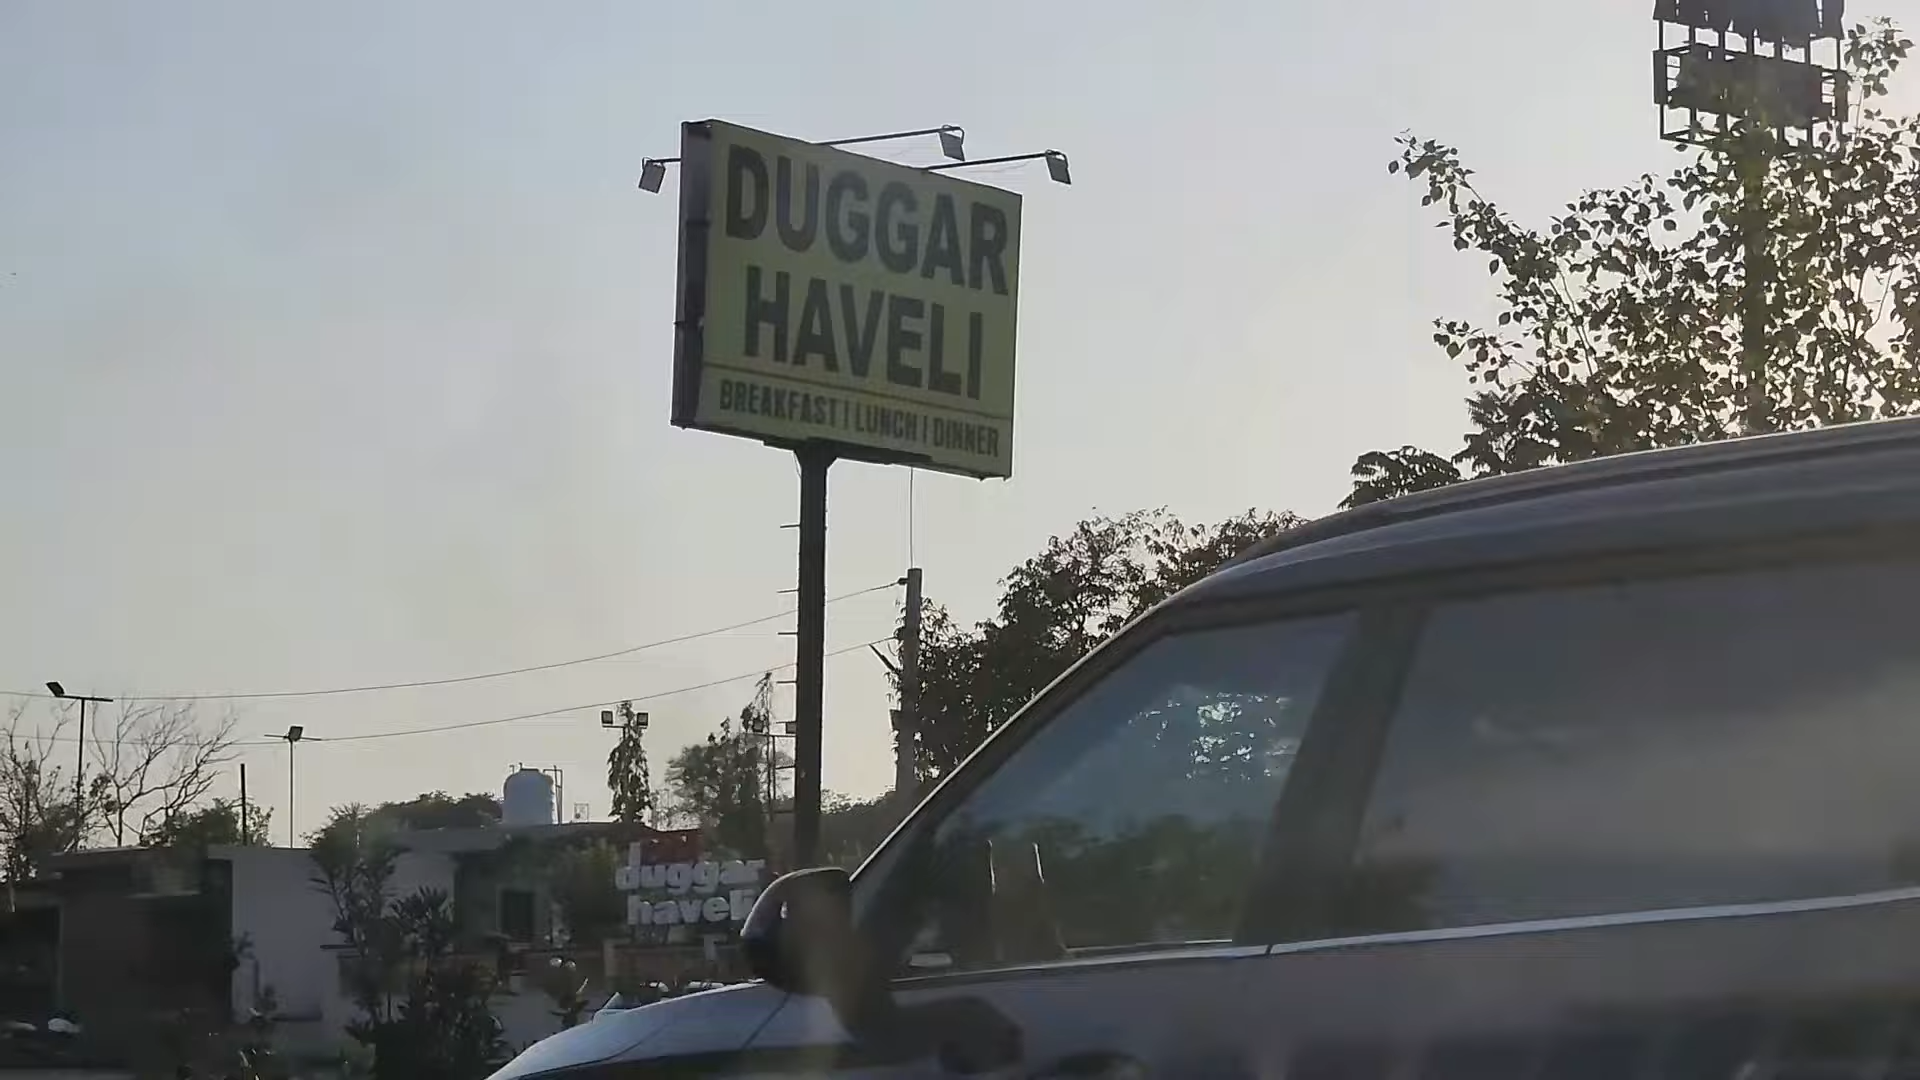 DUGGAR
HAVELI
BREAKFAST | LUNCH | DINNER
duggar
haveli